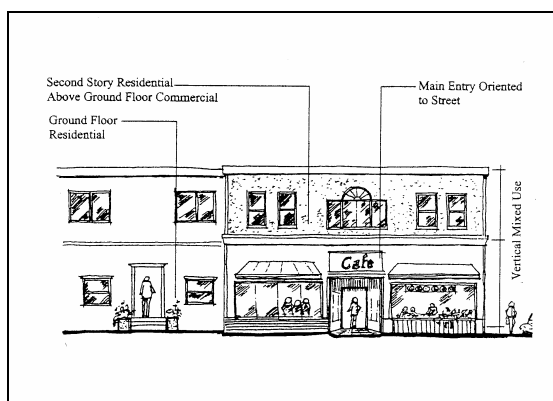 Second Story Residential
Above Ground Floor Commercial
Main Entry Oriented
to Street
Ground Floor
Residential
Cafe
Vertical Mixed Use